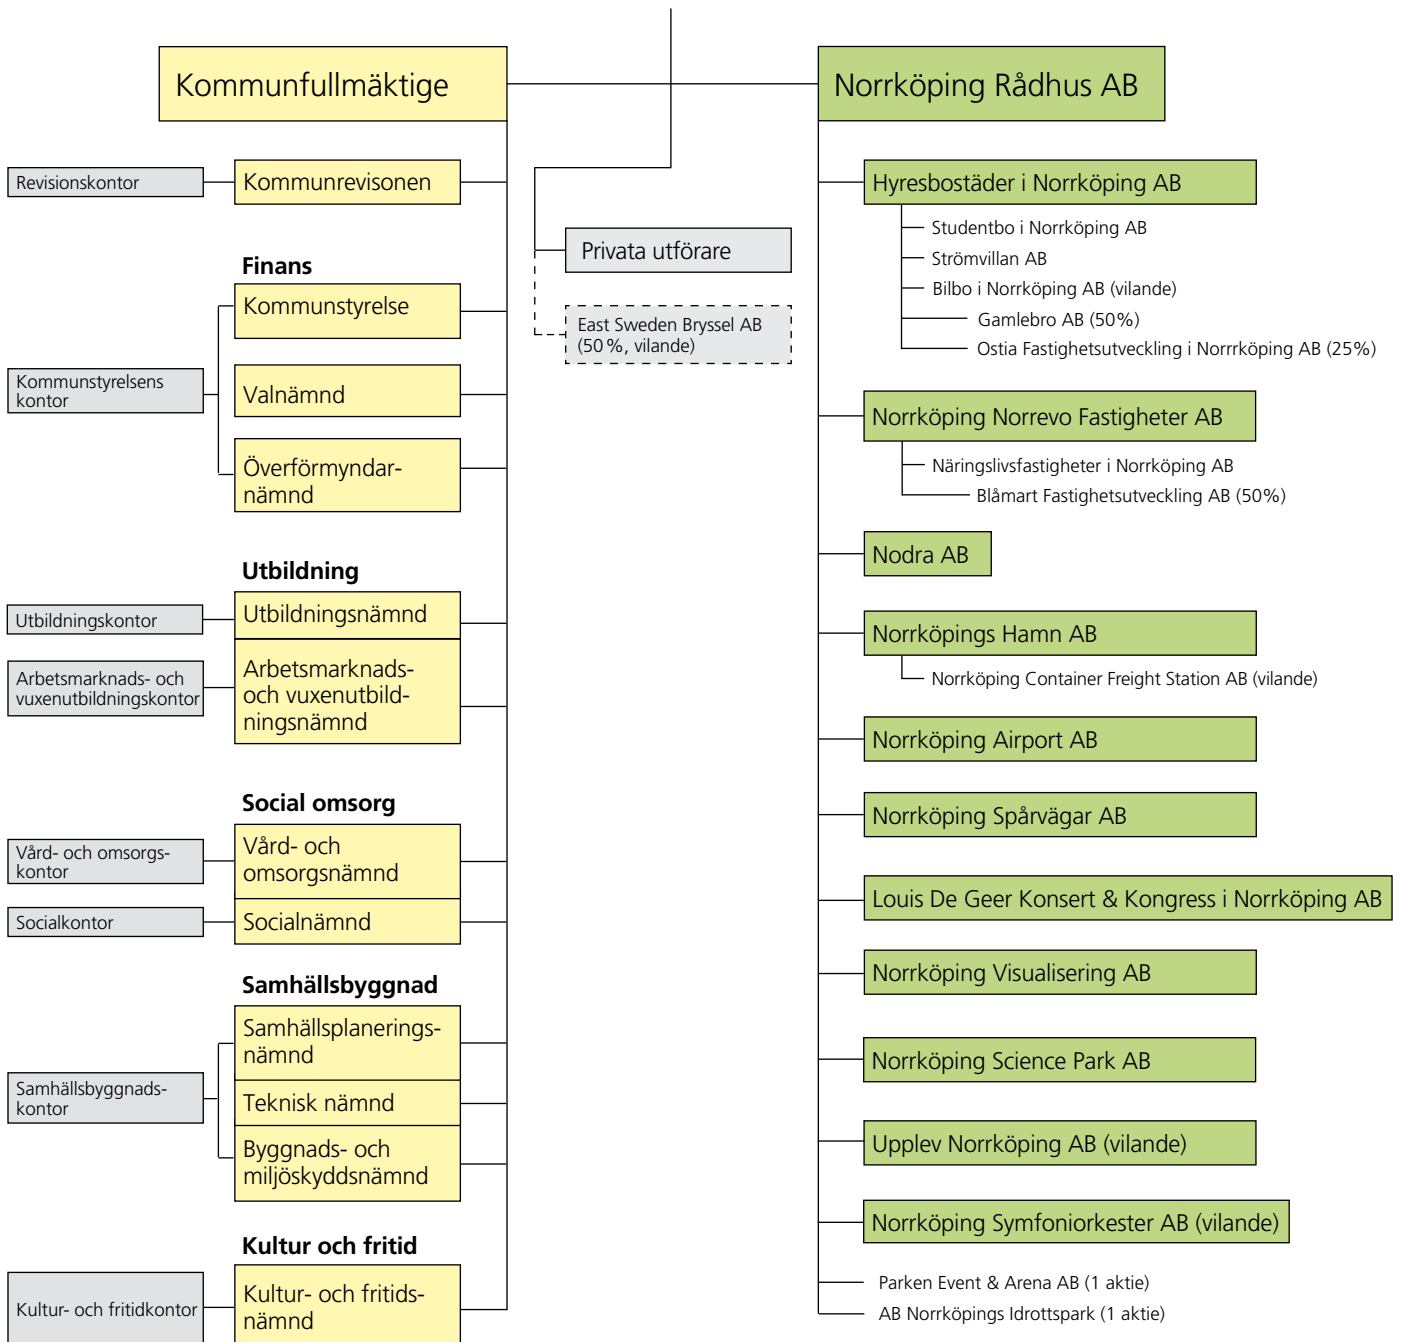 Kommunfullmäktige
Norrköping Rådhus AB
Revisionskontor
Kommunrevisonen
Finans
Kommunstyrelse
Kommunstyrelsens
kontor
Valnämnd
Överförmyndar-
nämnd
Utbildning
Utbildningskontor
Utbildningsnämnd
Arbetsmarknads- och
vuxenutbildningskontor
Arbetsmarknads-
och vuxenutbild-
ningsnämnd
Social omsorg
Vård- och omsorgs-
kontor
Vård- och
omsorgsnämnd
Socialkontor
Socialnämnd
Samhällsbyggnad
Samhällsplanerings-
nämnd
Samhällsbyggnads-
kontor
Teknisk nämnd
Byggnads- och
miljöskyddsnämnd
Kultur och fritid
Kultur- och fritidkontor
Kultur- och fritids-
nämnd
Privata utförare
East Sweden Bryssel AB
(50 %, vilande)
Hyresbostäder i Norrköping AB
Studentbo i Norrköping AB
Strömvillan AB
Bilbo i Norrköping AB (vilande)
Gamlebro AB (50%)
Ostia Fastighetsutveckling i Norrrköping AB (25%)
Norrköping Norrevo Fastigheter AB
Näringslivsfastigheter i Norrköping AB
Blåmart Fastighetsutveckling AB (50%)
Nodra AB
Norrköpings Hamn AB
Norrköping Container Freight Station AB (vilande)
Norrköping Airport AB
Norrköping Spårvägar AB
Louis De Geer Konsert & Kongress i Norrköping AB
Norrköping Visualisering AB
Norrköping Science Park AB
Upplev Norrköping AB (vilande)
Norrköping Symfoniorkester AB (vilande)
Parken Event & Arena AB (1 aktie)
AB Norrköpings Idrottspark (1 aktie)